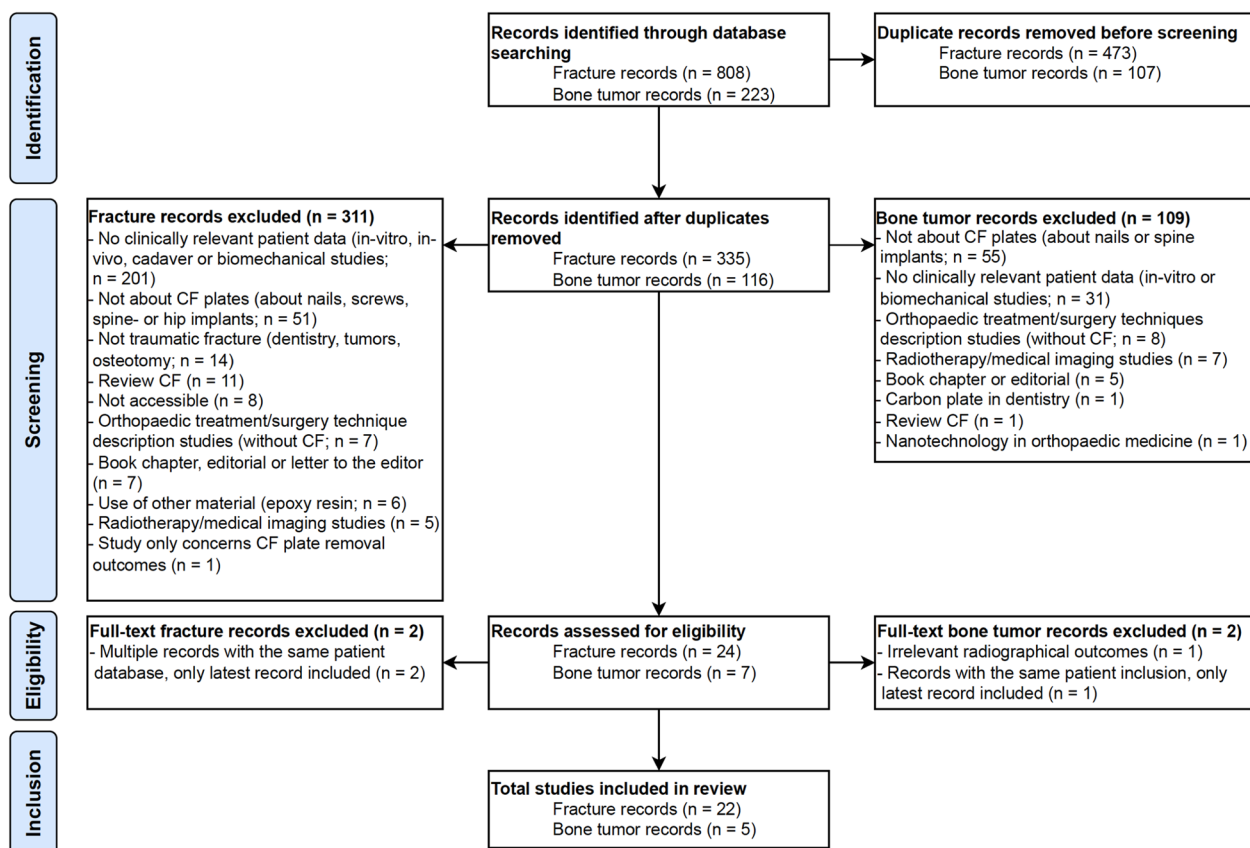 Identification
Records identified through database
searching
Fracture records (n = 808)
Bone tumor records (n = 223)
Duplicate records removed before screening
Fracture records (n = 473)
Bone tumor records (n = 107)
Screening
Fracture records excluded (n = 311)
- No clinically relevant patient data (in-vitro, in-
vivo, cadaver or biomechanical studies;
n = 201)
- Not about CF plates (about nails, screws,
spine- or hip implants; n = 51)
- Not traumatic fracture (dentistry, tumors,
osteotomy; n = 14)
- Review CF (n = 11)
- Not accessible (n = 8)
- Orthopaedic treatment/surgery technique
description studies (without CF; n = 7)
- Book chapter, editorial or letter to the editor
(n = 7)
- Use of other material (epoxy resin; n = 6)
- Radiotherapy/medical imaging studies (n = 5)
- Study only concerns CF plate removal
outcomes (n = 1)
Records identified after duplicates
removed
Fracture records (n = 335)
Bone tumor records (n = 116)
Bone tumor records excluded (n = 109)
- Not about CF plates (about nails or spine
implants; n = 55)
- No clinically relevant patient data (in-vitro or
biomechanical studies; n = 31)
- Orthopaedic treatment/surgery techniques
description studies (without CF; n = 8)
- Radiotherapy/medical imaging studies (n = 7)
- Book chapter or editorial (n = 5)
- Carbon plate in dentistry (n = 1)
- Review CF (n = 1)
- Nanotechnology in orthopaedic medicine (n = 1)
Eligibility
Full-text fracture records excluded (n = 2)
- Multiple records with the same patient
database, only latest record included (n = 2)
Records assessed for eligibility
Fracture records (n = 24)
Bone tumor records (n = 7)
Full-text bone tumor records excluded (n = 2)
- Irrelevant radiographical outcomes (n = 1)
- Records with the same patient inclusion, only
latest record included (n = 1)
Inclusion
Total studies included in review
Fracture records (n = 22)
Bone tumor records (n = 5)